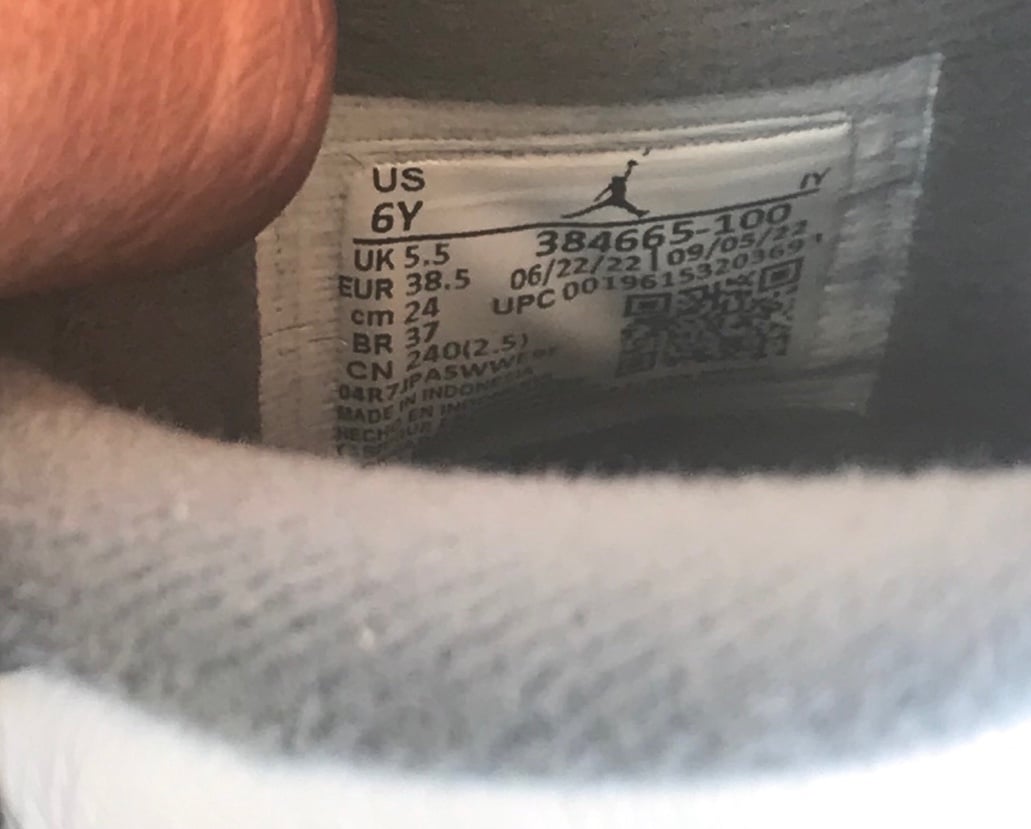 US
6Y
IY
UK 5.5
384665-100
EUR 38.5
06/22/22 | 09/05/22
cm 24
UPC 00196153203691
BR 37
CN 240(2.5)
MADE IN INDONESIA